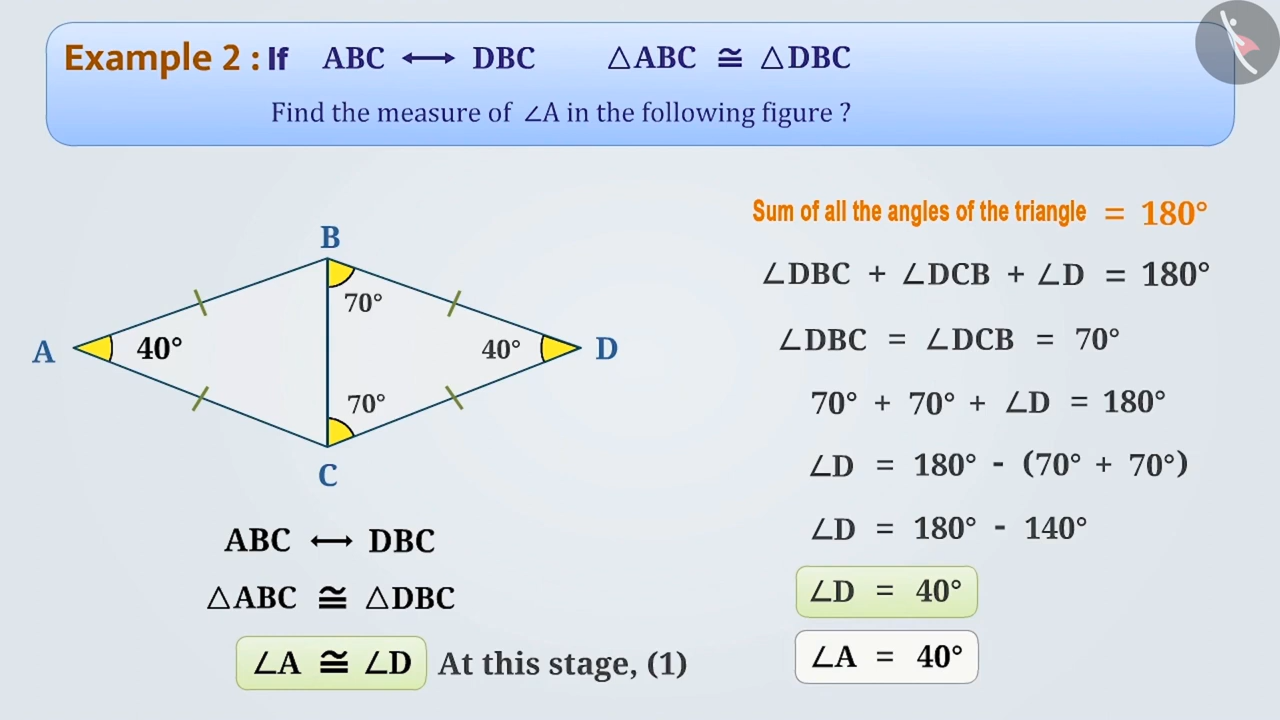 Example 2 : If ABC ⟷ DBC △ABC ≅ △DBC
Find the measure of ∠A in the following figure ?
Sum of all the angles of the triangle = 180°
∠DBC + ∠DCB + ∠D = 180°
∠DBC = ∠DCB = 70°
70° + 70° + ∠D = 180°
∠D = 180° - (70° + 70°)
∠D = 180° - 140°
∠D = 40°
∠A = 40°
B
70°
A
40°
40°
D
70°
C
ABC ⟷ DBC
△ABC ≅ △DBC
∠A ≅ ∠D At this stage, (1)